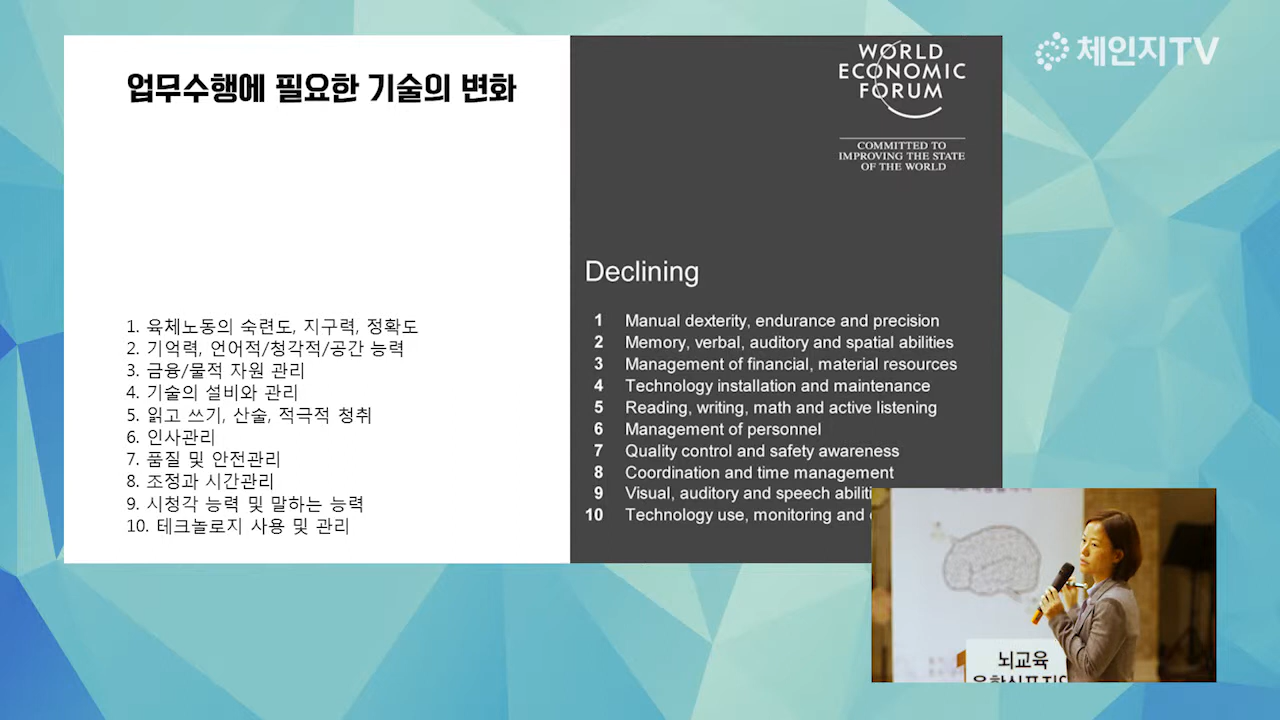 체인지TV
업무수행에 필요한 기술의 변화
1. 육체노동의 숙련도, 지구력, 정확도
2. 기억력, 언어적/청각적/공간 능력
3. 금융/물적 자원 관리
4. 기술의 설비와 관리
5. 읽고 쓰기, 산술, 적극적 청취
6. 인사관리
7. 품질 및 안전관리
8. 조정과 시간관리
9. 시청각 능력 및 말하는 능력
10. 테크놀로지 사용 및 관리
WORLD
ECONOMIC
FORUM
COMMITTED TO
IMPROVING THE STATE
OF THE WORLD
Declining
1 Manual dexterity, endurance and precision
2 Memory, verbal, auditory and spatial abilities
3 Management of financial, material resources
4 Technology installation and maintenance
5 Reading, writing, math and active listening
6 Management of personnel
7 Quality control and safety awareness
8 Coordination and time management
9 Visual, auditory and speech
10 Technology use, monitoring and
뇌교육